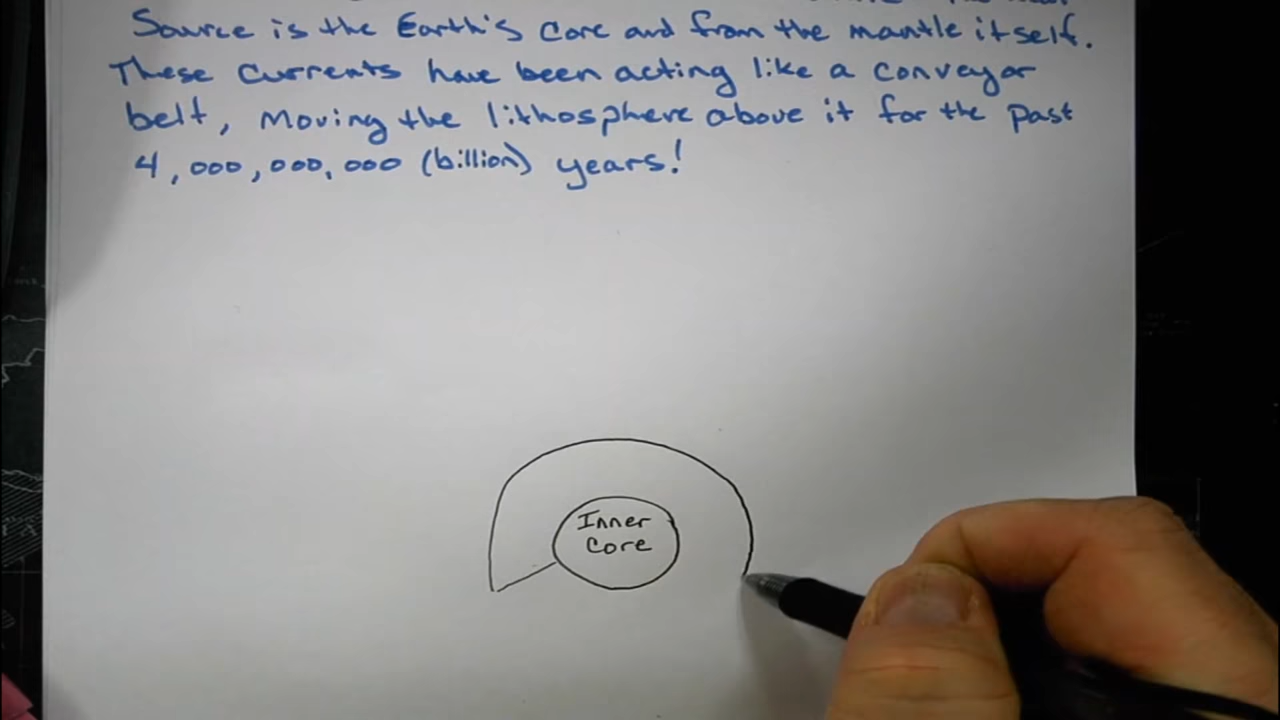 Source is the Earth's Core and from the mantle itself.
These currents have been acting like a conveyor
belt, moving the lithosphere above it for the past
4,000,000,000 (billion) years!
Inner
Core